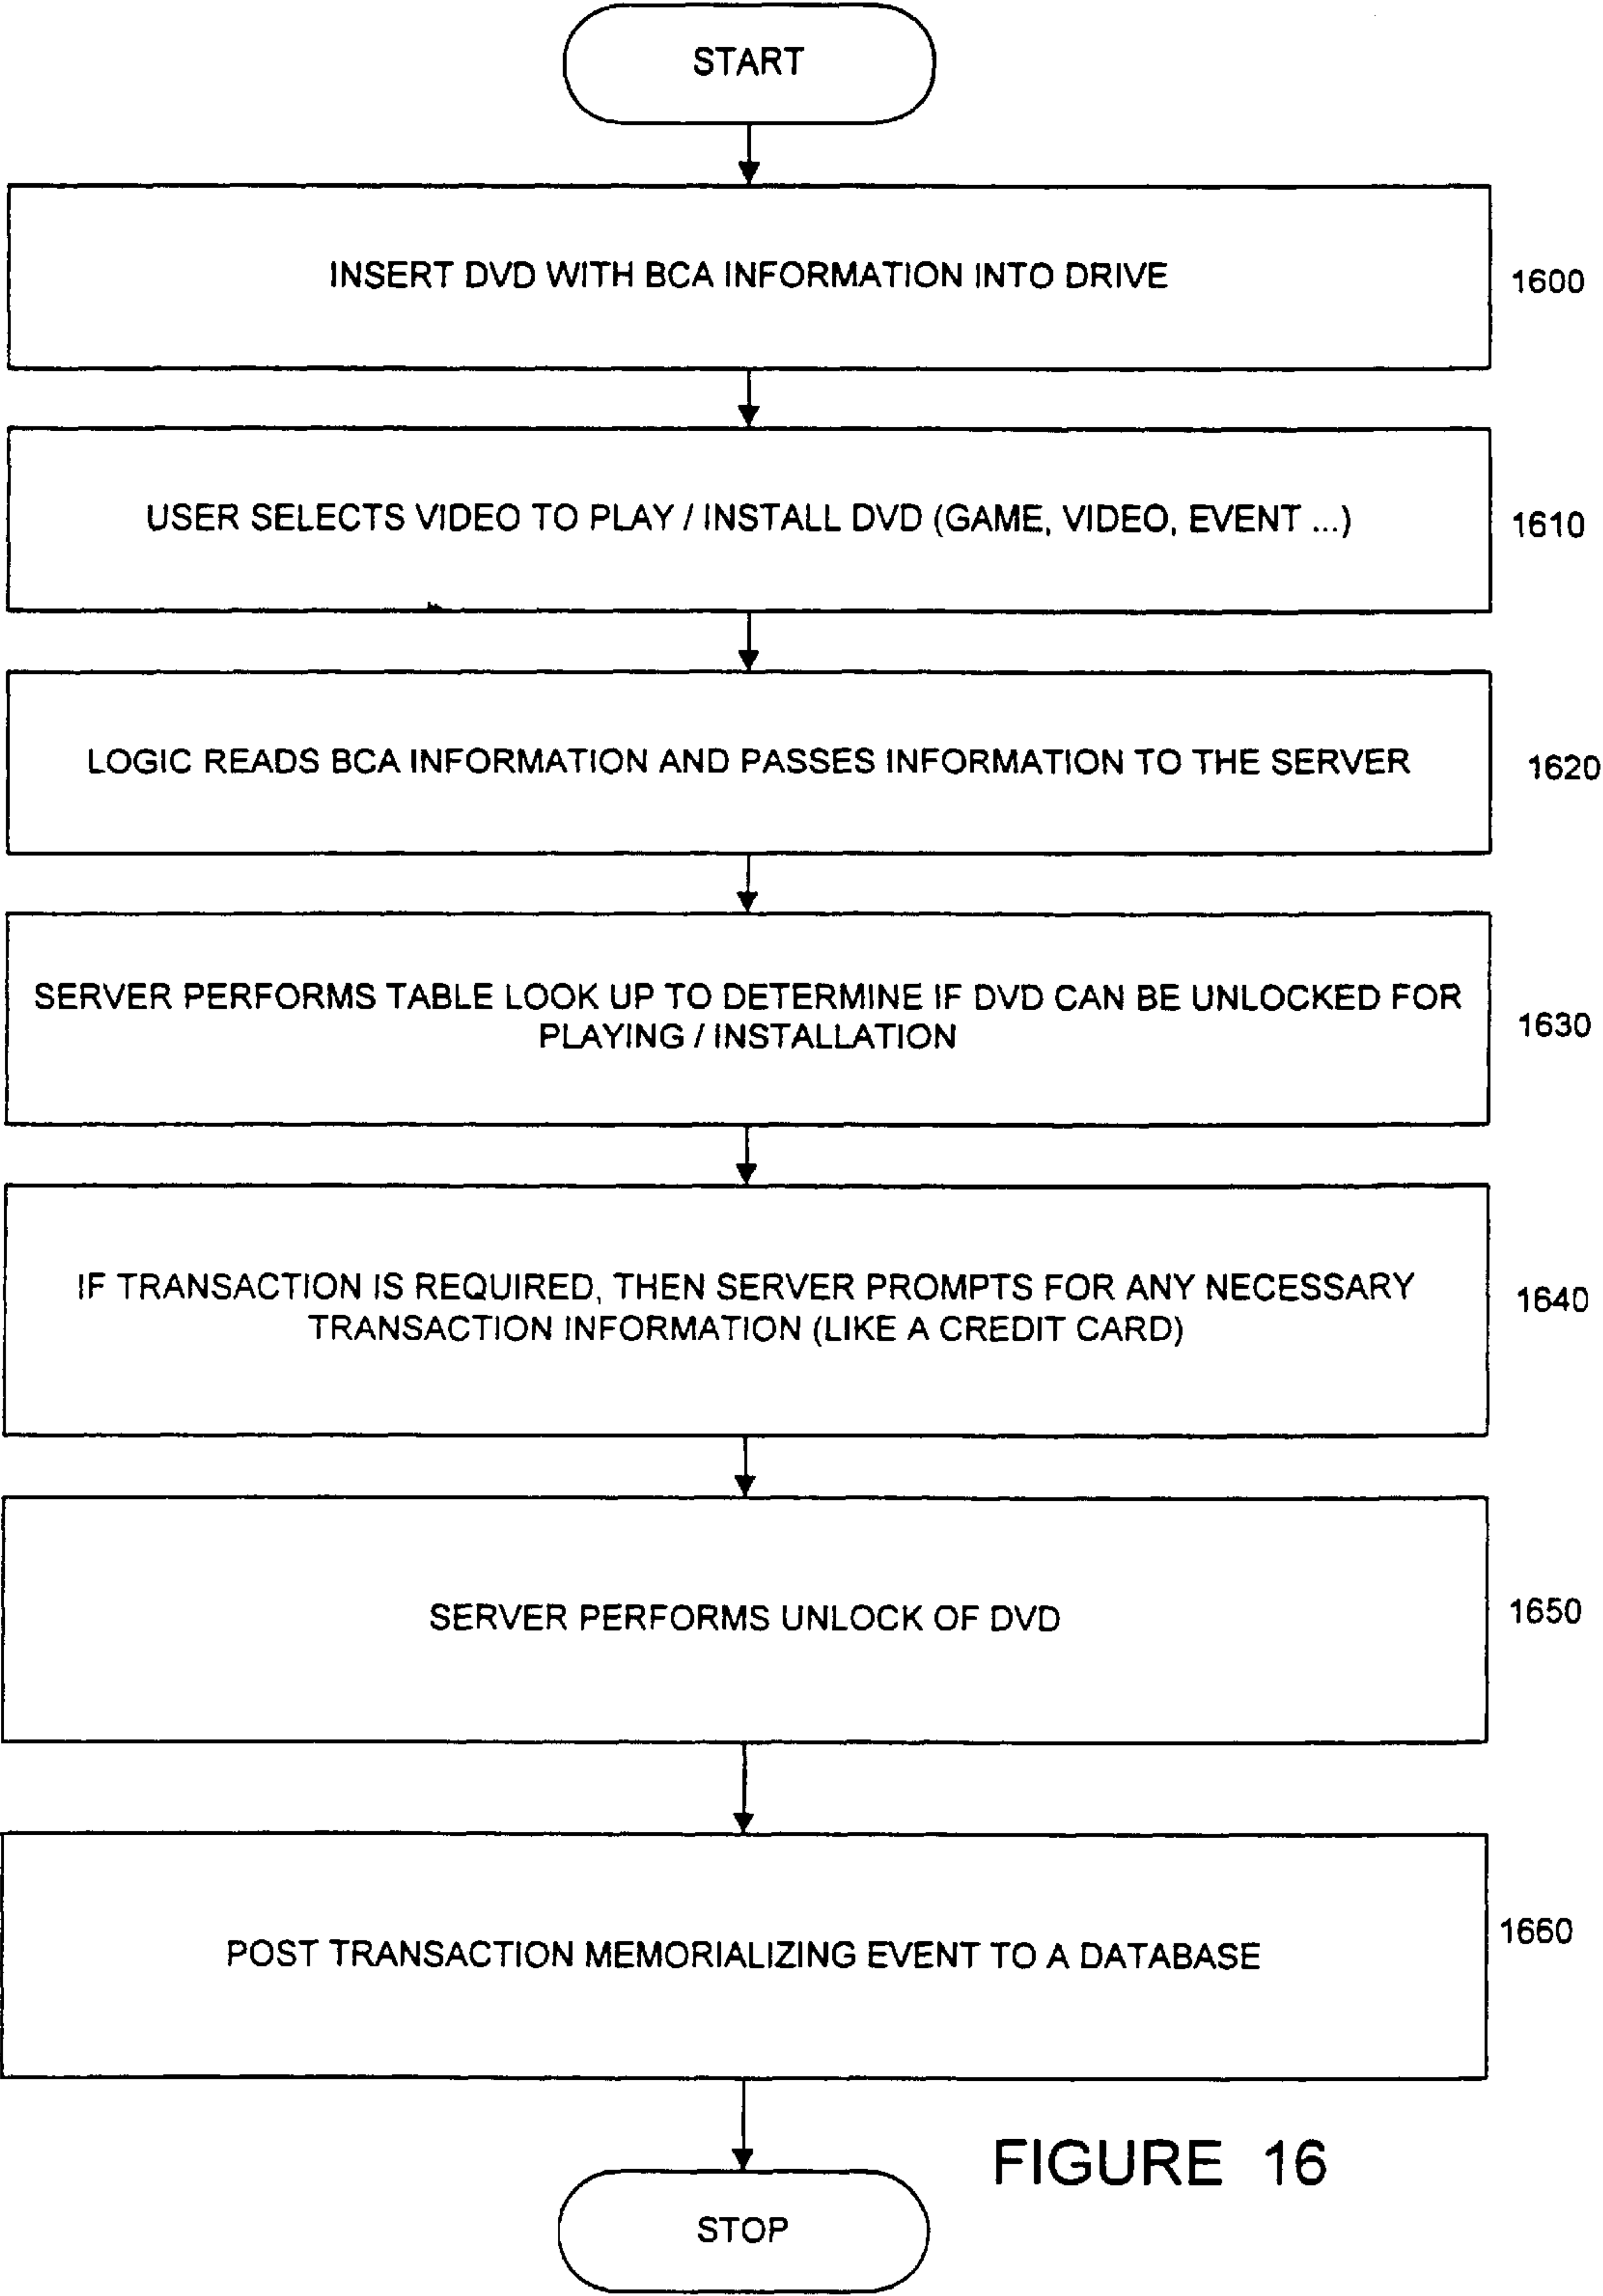 START
INSERT DVD WITH BCA INFORMATION INTO DRIVE
1600
USER SELECTS VIDEO TO PLAY / INSTALL DVD (GAME, VIDEO, EVENT ...)
1610
LOGIC READS BCA INFORMATION AND PASSES INFORMATION TO THE SERVER
1620
SERVER PERFORMS TABLE LOOK UP TO DETERMINE IF DVD CAN BE UNLOCKED FOR
PLAYING / INSTALLATION
1630
IF TRANSACTION IS REQUIRED, THEN SERVER PROMPTS FOR ANY NECESSARY
TRANSACTION INFORMATION (LIKE A CREDIT CARD)
1640
SERVER PERFORMS UNLOCK OF DVD
1650
POST TRANSACTION MEMORIALIZING EVENT TO A DATABASE
1660
FIGURE 16
STOP